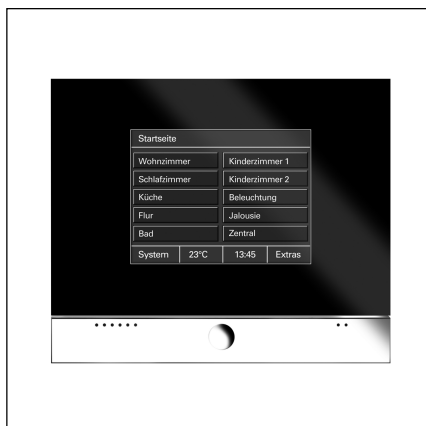 Startseite
Wohnzimmer
Kinderzimmer 1
Schlafzimmer
Kinderzimmer 2
Küche
Beleuchtung
Flur
Jalousie
Bad
Zentral
System
23°C
13:45
Extras